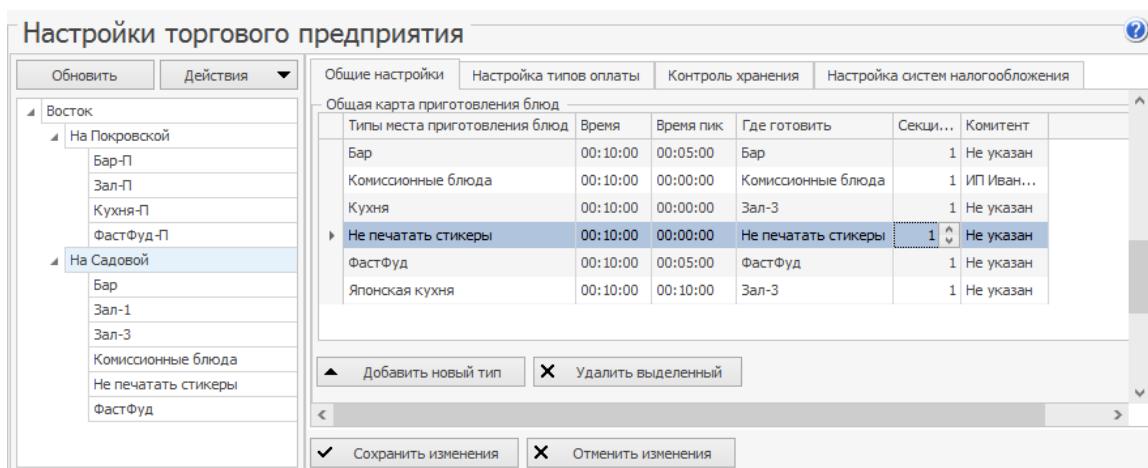 Настройки торгового предприятия
Обновить Действия
Восток
На Покровской
Бар-П
Зал-П
Кухня-П
ФастФуд-П
На Садовой
Бар
Зал-1
Зал-3
Комиссионные блюда
Не печатать стикеры
ФастФуд
Общие настройки Настройка типов оплаты Контроль хранения Настройка систем налогообложения
Общая карта приготовления блюд
Типы места приготовления блюд Время Время пик Где готовить Секци... Комитент
Бар 00:10:00 00:05:00 Бар 1 Не указан
Комиссионные блюда 00:10:00 00:00:00 Комиссионные блюда 1 ИП Иван...
Кухня 00:10:00 00:00:00 Зал-3 1 Не указан
Не печатать стикеры 00:10:00 00:00:00 Не печатать стикеры 1 Не указан
ФастФуд 00:10:00 00:05:00 ФастФуд 1 Не указан
Японская кухня 00:10:00 00:10:00 Зал-3 1 Не указан
Добавить новый тип Удалить выделенный
Сохранить изменения Отменить изменения